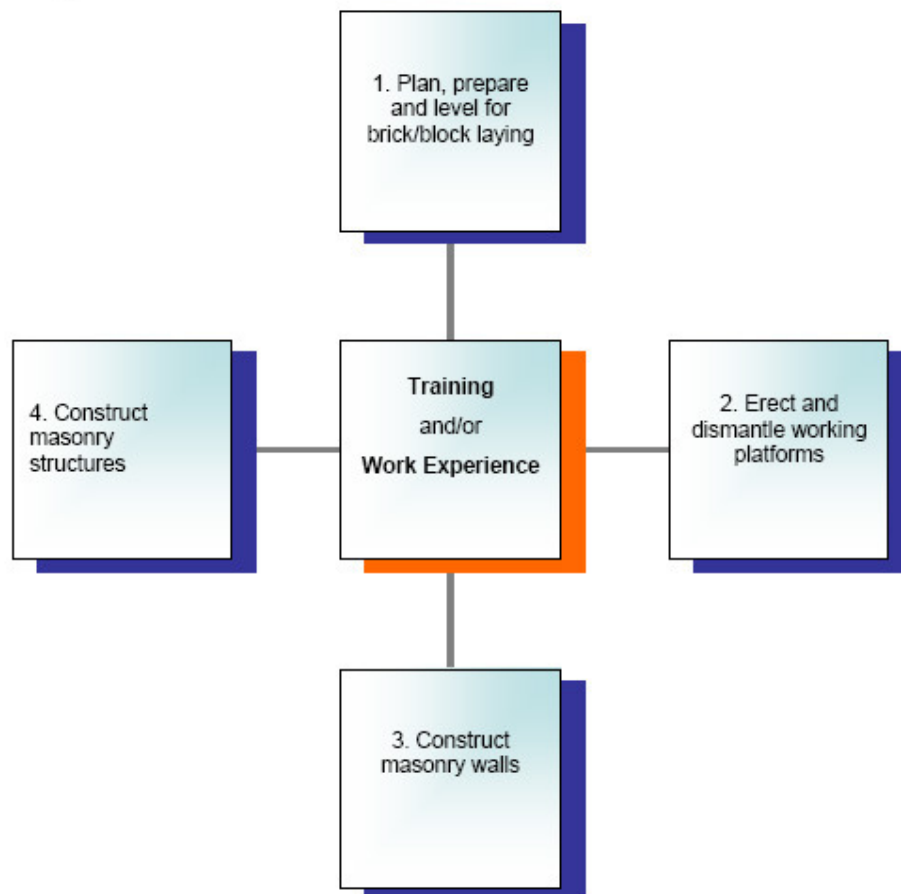 1. Plan, prepare
and level for
brick/block laying
4. Construct
masonry
structures
Training
and/or
Work Experience
2. Erect and
dismantle working
platforms
3. Construct
masonry walls